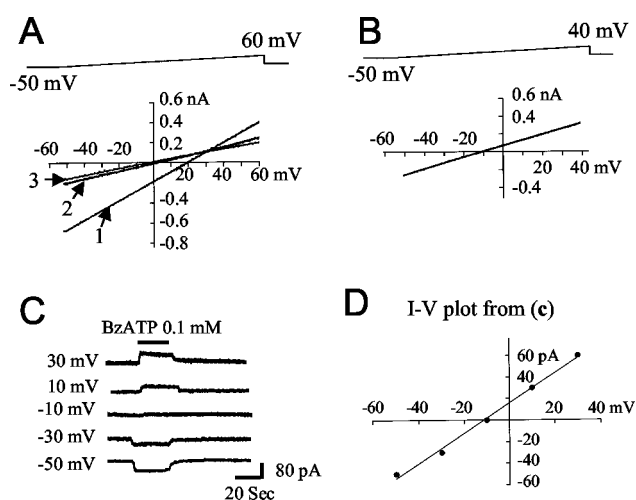 A
60 mV
-50 mV
0.6 nA
0.4
0.2
-40 -20
20 40 60 mV
-0.4
-0.6
-0.8
3
2
1
B
40 mV
-50 mV
0.6 nA
0.4
-40 -20
20 40 mV
-0.4
C
BzATP 0.1 mM
30 mV
10 mV
-10 mV
-30 mV
-50 mV
80 pA
20 Sec
D
I-V plot from (c)
60 pA
40
20
-60 -40 -20
20 40 mV
-20
-40
-60